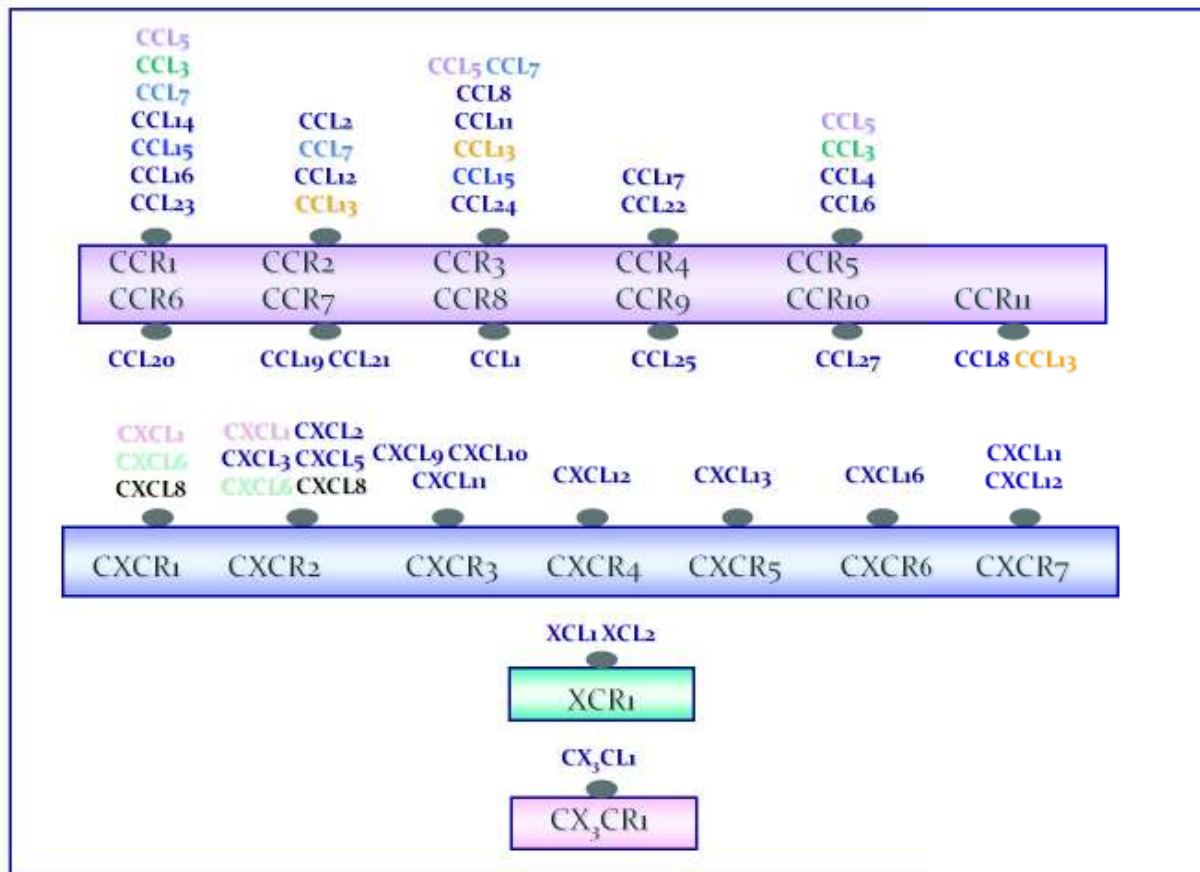 CCL5
CCL3
CCL7
CCL14
CCL15
CCL16
CCL23
CCL2
CCL7
CCL12
CCL13
CCL5 CCL7
CCL8
CCL11
CCL13
CCL15
CCL24
CCL17
CCL22
CCL5
CCL3
CCL4
CCL6
CCR1 CCR2 CCR3 CCR4 CCR5
CCR6 CCR7 CCR8 CCR9 CCR10 CCR11
CCL20 CCL19 CCL21 CCL1 CCL25 CCL27 CCL8 CCL13
CXCL1
CXCL6
CXCL8
CXCL1 CXCL2
CXCL3 CXCL5
CXCL6 CXCL8
CXCL9 CXCL10
CXCL11
CXCL12
CXCL13
CXCL16
CXCL11
CXCL12
CXCR1 CXCR2 CXCR3 CXCR4 CXCR5 CXCR6 CXCR7
XCL1 XCL2
XCR1
CX₃CL1
CX₃CR1